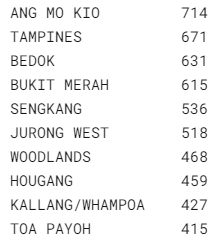 ANG MO KIO 714
TAMPINES 671
BEDOK 631
BUKIT MERAH 615
SENGKANG 536
JURONG WEST 518
WOODLANDS 468
HOUGANG 459
KALLANG/WHAMPOA 427
TOA PAYOH 415